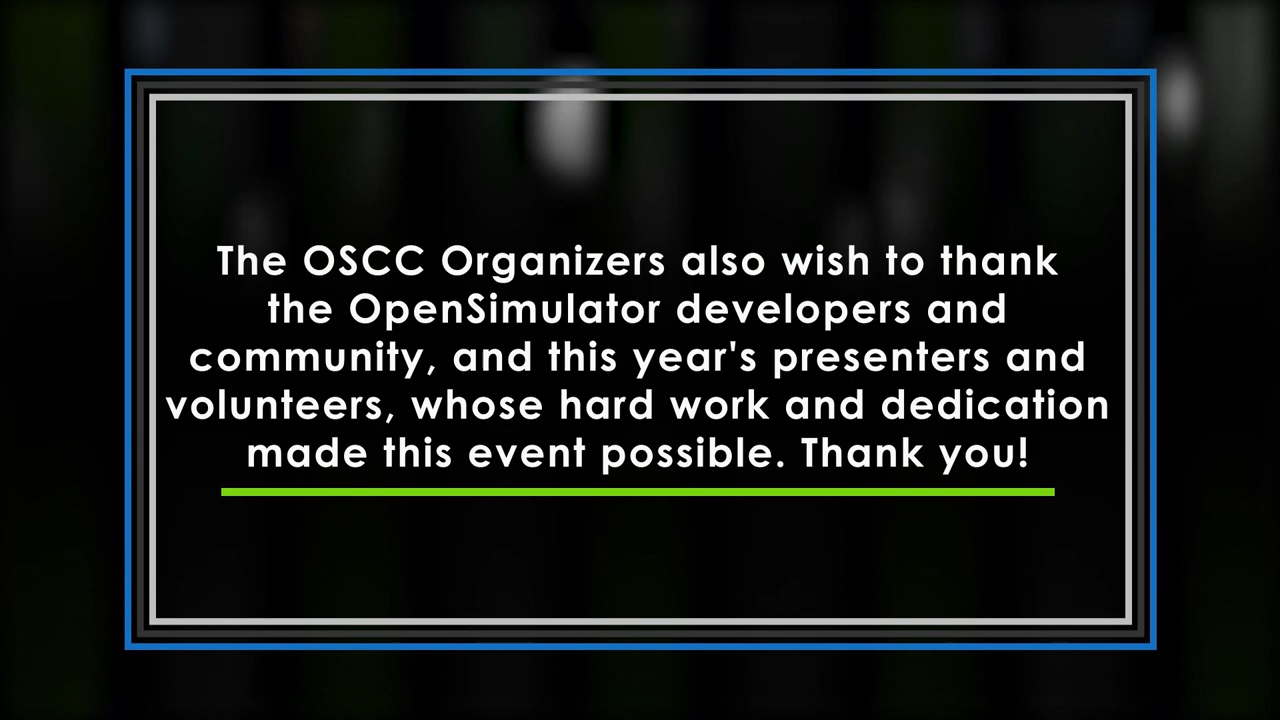 The OSCC Organizers also wish to thank
the OpenSimulator developers and
community, and this year's presenters and
volunteers, whose hard work and dedication
made this event possible. Thank you!